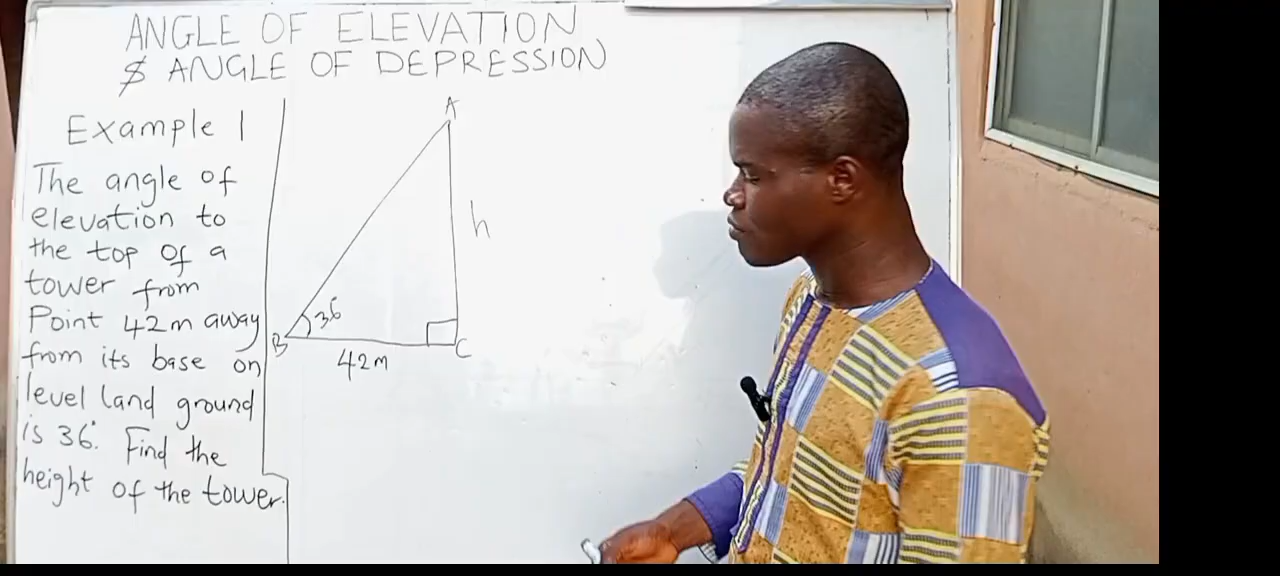 ANGLE OF ELEVATION
& ANGLE OF DEPRESSION
Example 1
The angle of
elevation to
the top of a
tower from
Point 42m away
from its base on
level land ground
is 36°. Find the
height of the tower.
A
h
36
B
C
42m